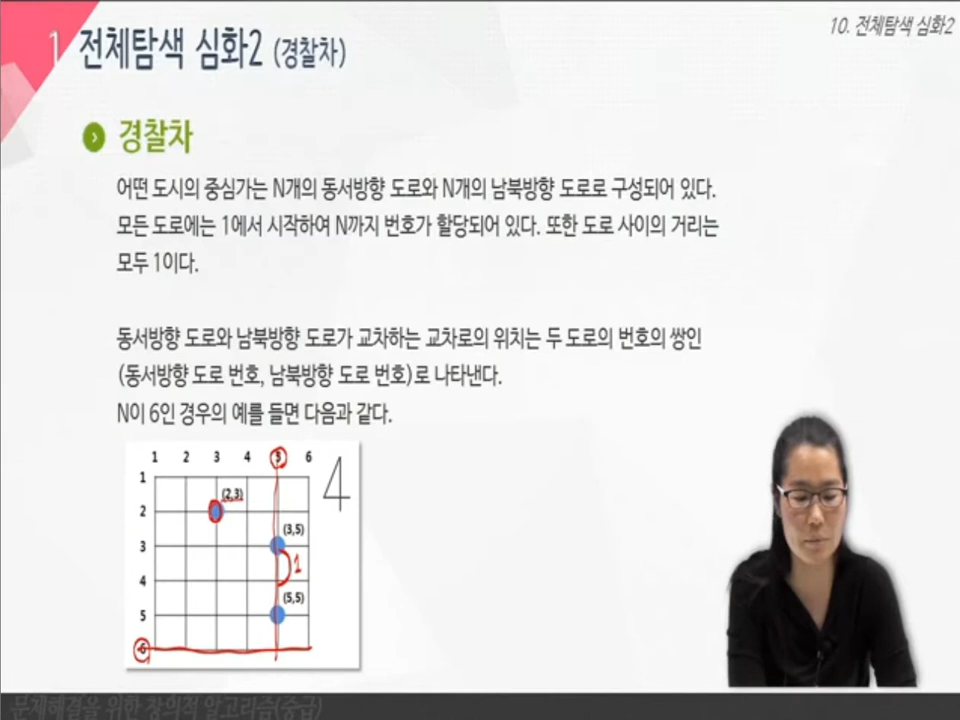 10. 전체탐색 심화2
1 전체탐색 심화2 (경찰차)
경찰차
어떤 도시의 중심가는 N개의 동서방향 도로와 N개의 남북방향 도로로 구성되어 있다.
모든 도로에는 1에서 시작하여 N까지 번호가 할당되어 있다. 또한 도로 사이의 거리는
모두 1이다.
동서방향 도로와 남북방향 도로가 교차하는 교차로의 위치는 두 도로의 번호의 쌍인
(동서방향 도로 번호, 남북방향 도로 번호)로 나타낸다.
N이 6인 경우의 예를 들면 다음과 같다.
1 2 3 4 5 6
4
1
(2,3)
2
(3,5)
3
1
4
(5,5)
5
6
문제해결을 위한 창의적 알고리즘(중급)